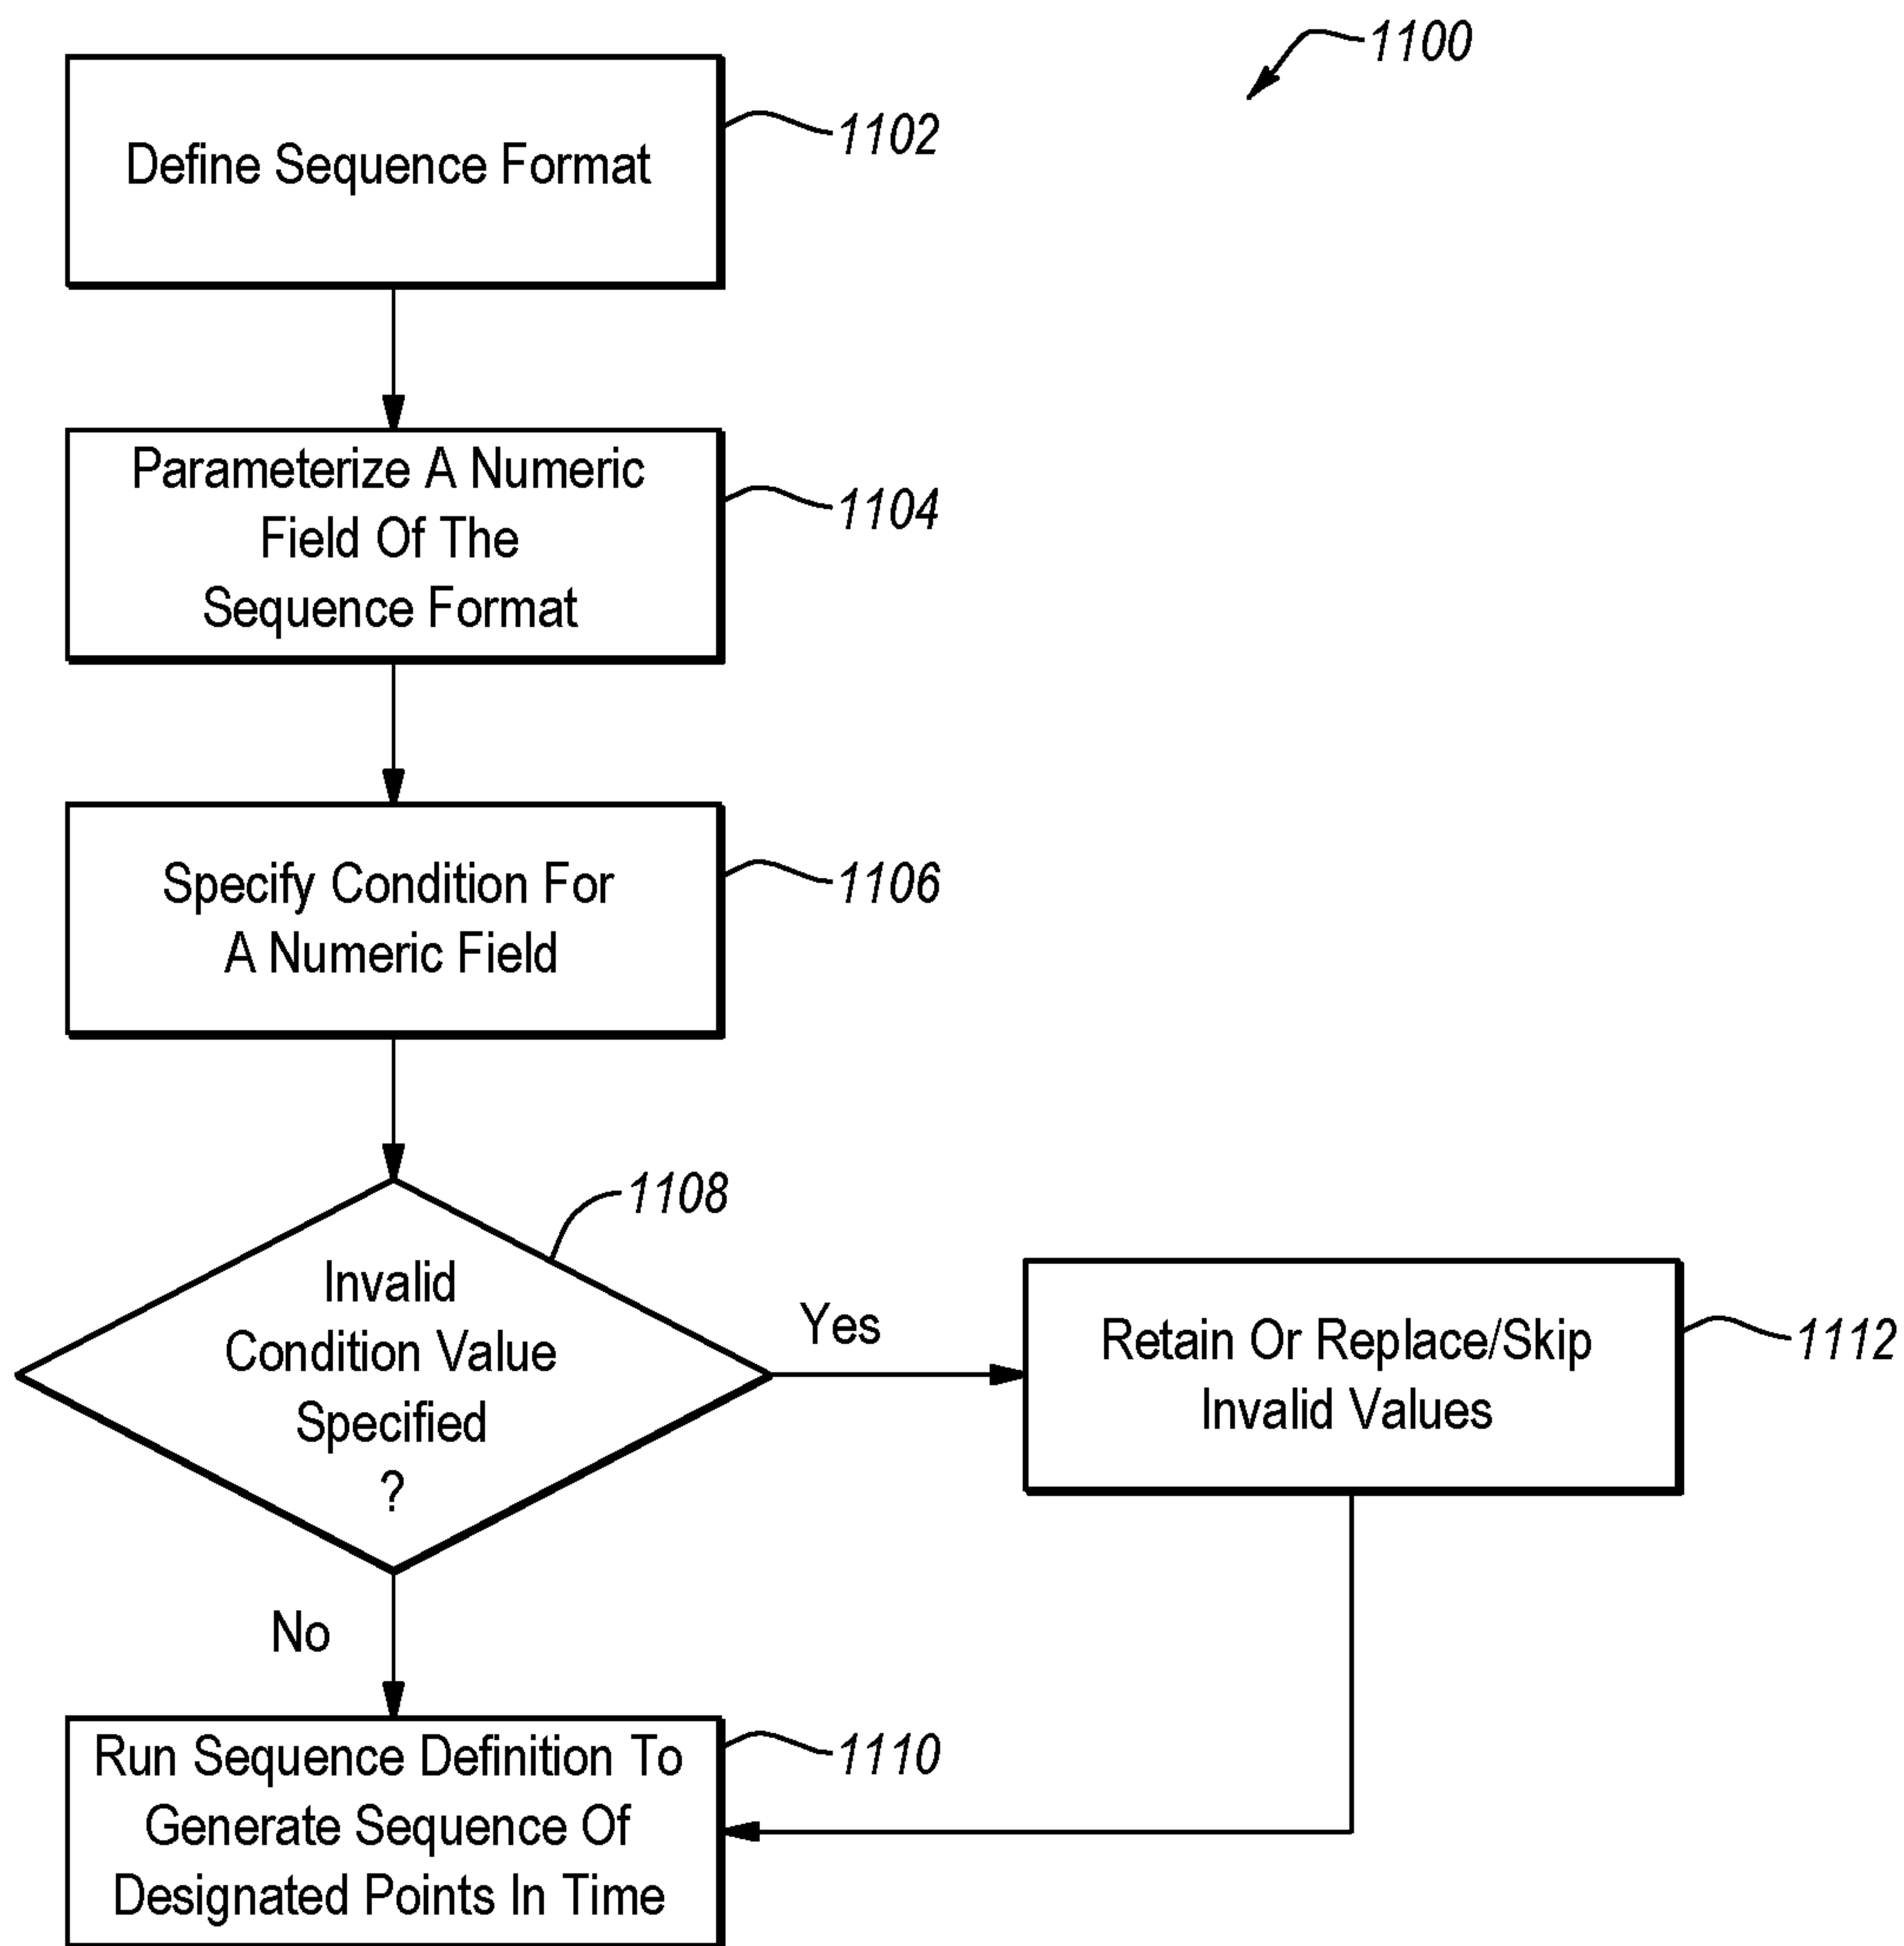 1100
Define Sequence Format
1102
Parameterize A Numeric
Field Of The
Sequence Format
1104
Specify Condition For
A Numeric Field
1106
1108
Invalid
Condition Value
Specified
?
Yes
Retain Or Replace/Skip
Invalid Values
1112
No
Run Sequence Definition To
Generate Sequence Of
Designated Points In Time
1110